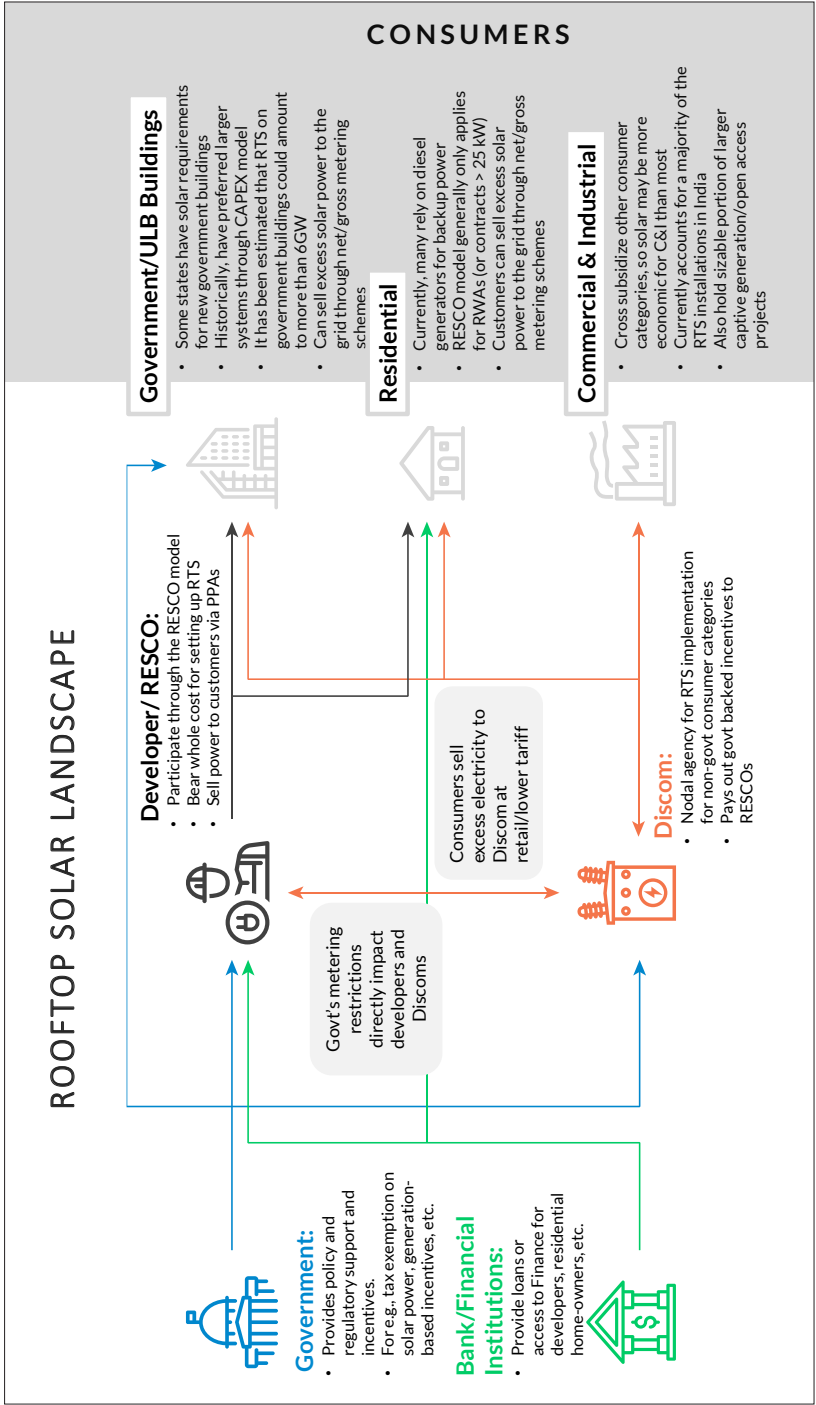 ROOFTOP SOLAR LANDSCAPE
Government:
• Provides policy and
regulatory support and
incentives.
• For e.g., tax exemption on
solar power, generation-
based incentives, etc.
Bank/Financial
Institutions:
• Provide loans or
access to Finance for
developers, residential
home-owners, etc.
$
Developer/ RESCO:
• Participate through the RESCO model
• Bear whole cost for setting up RTS
• Sell power to customers via PPAs
Govt's metering
restrictions
directly impact
developers and
Discoms
Consumers sell
excess electricity to
Discom at
retail/lower tariff
Discom:
• Nodal agency for RTS implementation
for non-govt consumer categories
• Pays out govt backed incentives to
RESCOs
CONSUMERS
Government/ULB Buildings
• Some states have solar requirements
for new government buildings
• Historically, have preferred larger
systems through CAPEX model
• It has been estimated that RTS on
government buildings could amount
to more than 6GW
• Can sell excess solar power to the
grid through net/gross metering
schemes
Residential
• Currently, many rely on diesel
generators for backup power
• RESCO model generally only applies
for RWAs (or contracts > 25 kW)
• Customers can sell excess solar
power to the grid through net/gross
metering schemes
Commercial & Industrial
• Cross subsidize other consumer
categories, so solar may be more
economic for C&I than most
• Currently accounts for a majority of the
RTS installations in India
• Also hold sizable portion of larger
captive generation/open access
projects